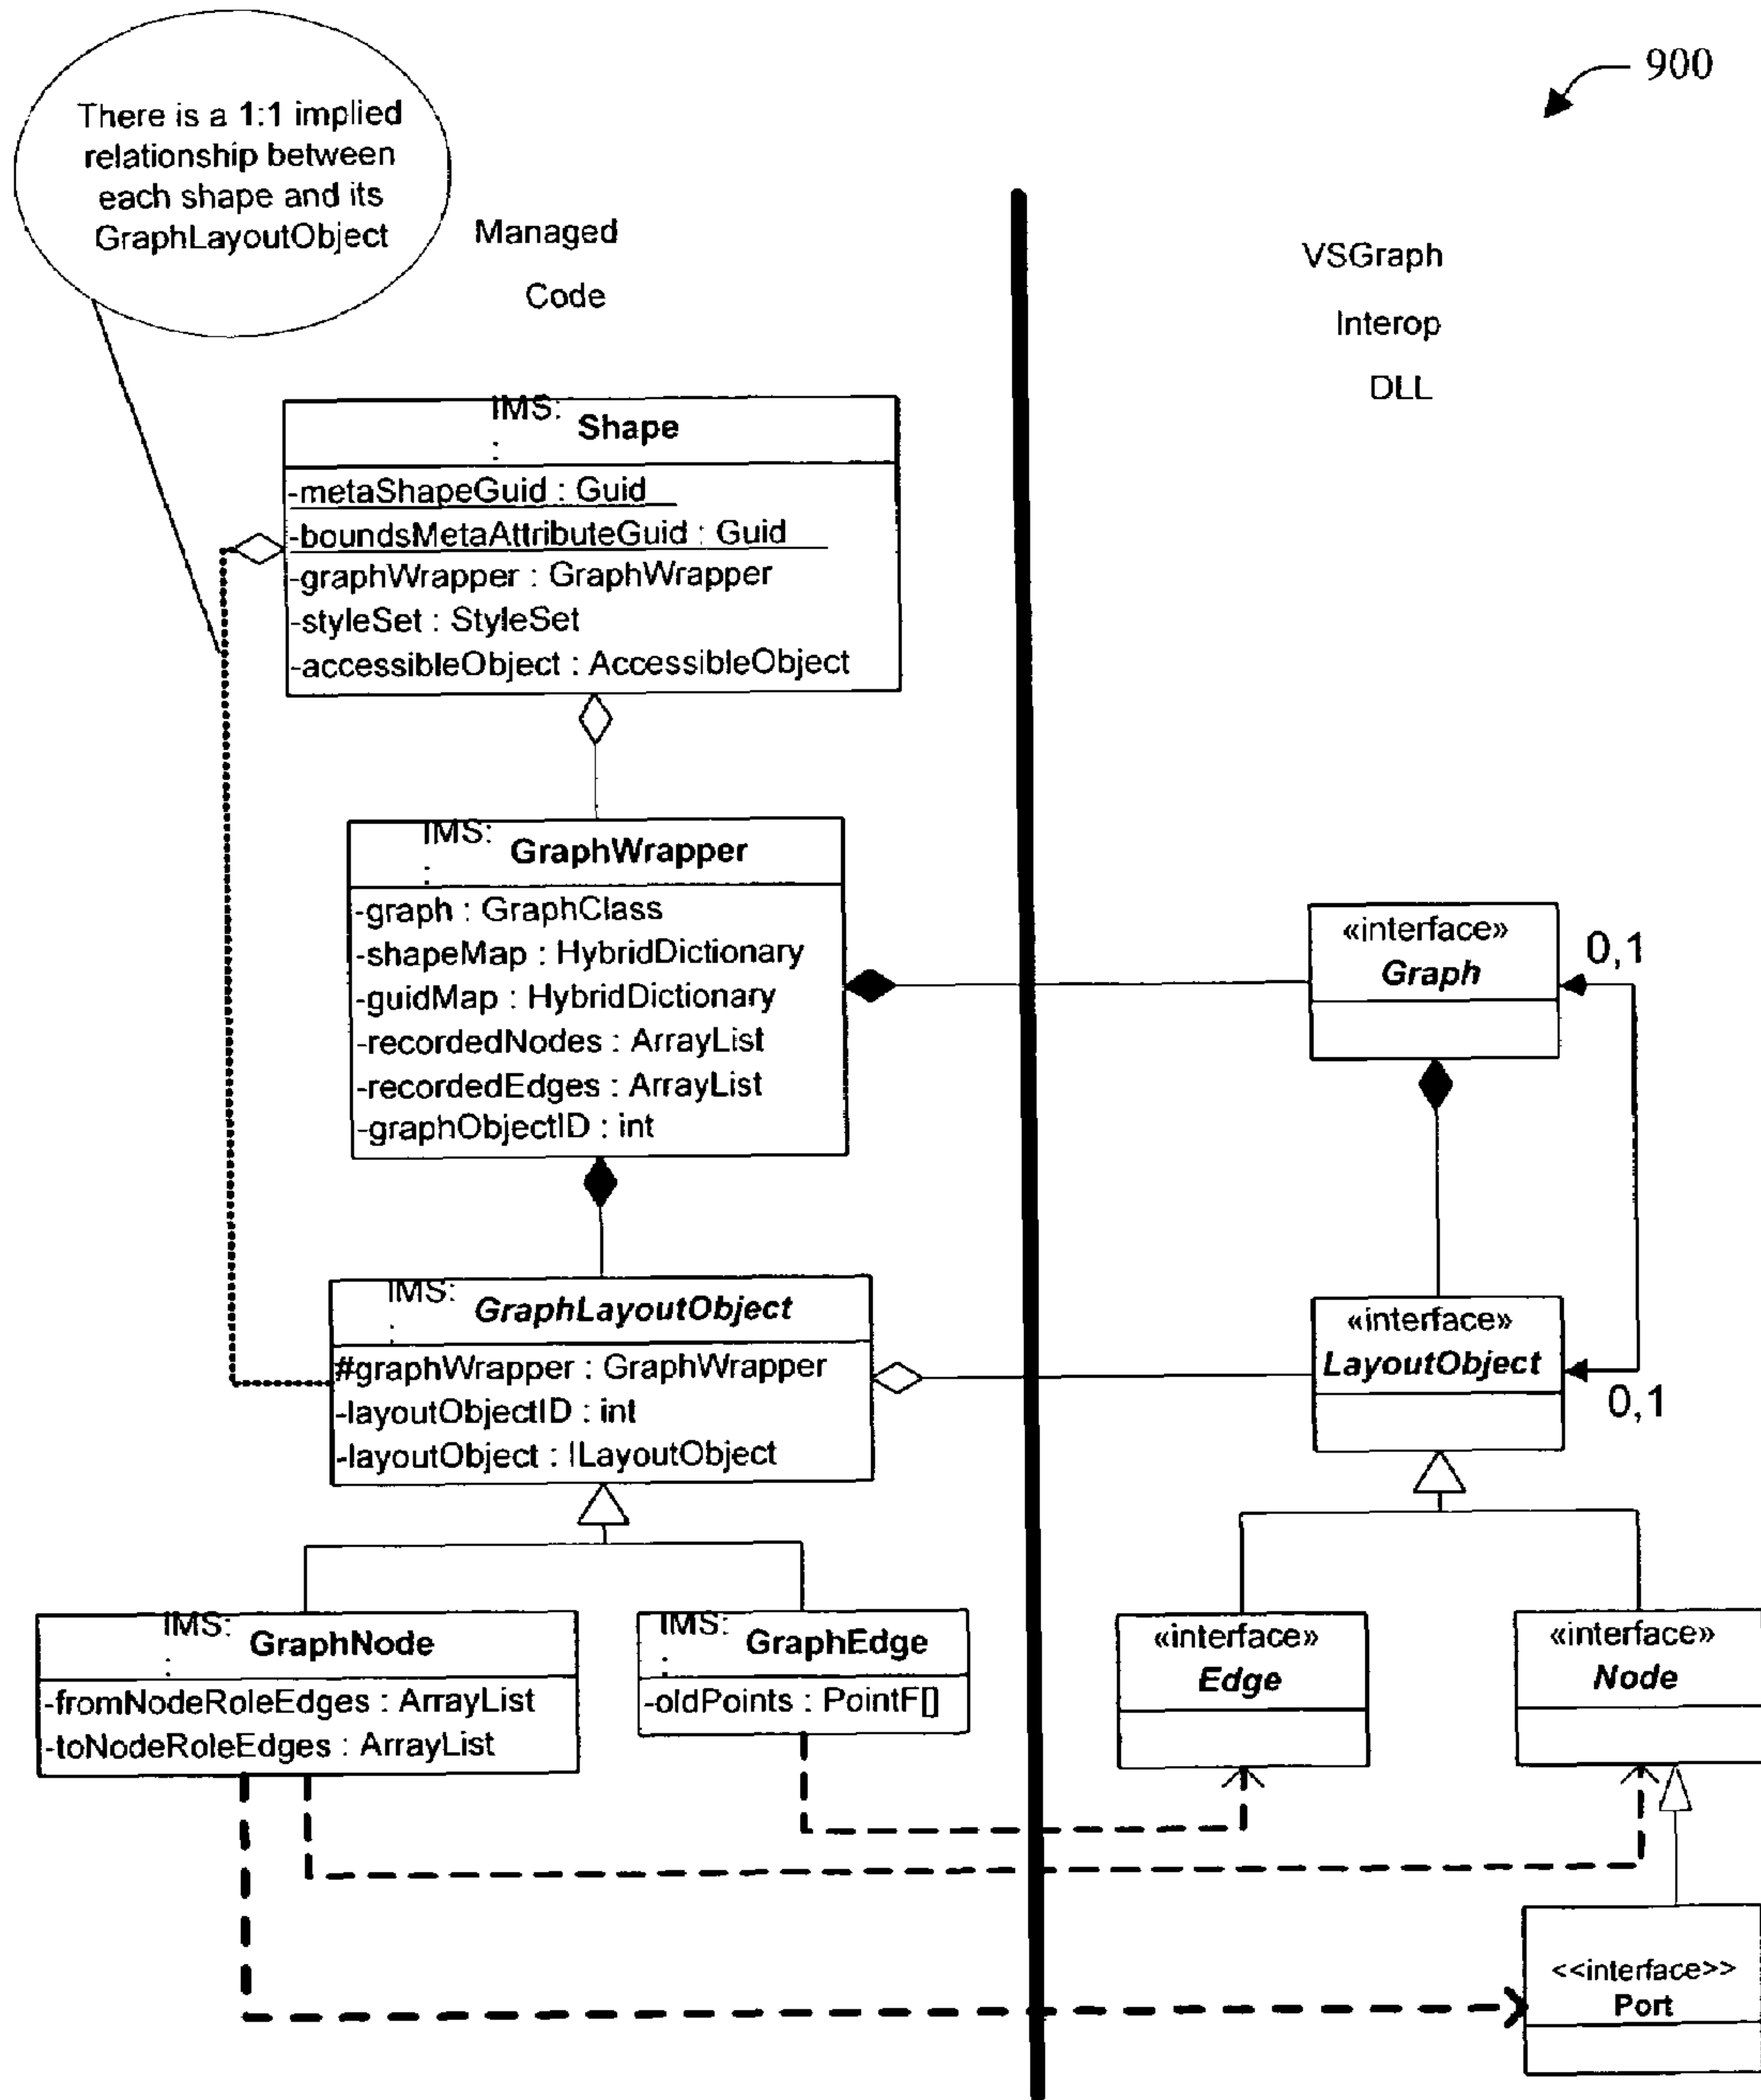 900
There is a 1:1 implied
relationship between
each shape and its
GraphLayoutObject
Managed
Code
VSGraph
Interop
DLL
IMS:
: Shape
-metaShapeGuid : Guid
-boundsMetaAttributeGuid : Guid
-graphWrapper : GraphWrapper
-styleSet : StyleSet
-accessibleObject : AccessibleObject
IMS:
: GraphWrapper
-graph : GraphClass
-shapeMap : HybridDictionary
-guidMap : HybridDictionary
-recordedNodes : ArrayList
-recordedEdges : ArrayList
-graphObjectID : int
«interface»
Graph
0,1
IMS:
: GraphLayoutObject
#graphWrapper : GraphWrapper
-layoutObjectID : int
-layoutObject : ILayoutObject
«interface»
LayoutObject
0,1
IMS:
: GraphNode
-fromNodeRoleEdges : ArrayList
-toNodeRoleEdges : ArrayList
IMS:
: GraphEdge
-oldPoints : PointF[]
«interface»
Edge
«interface»
Node
<<interface>>
Port